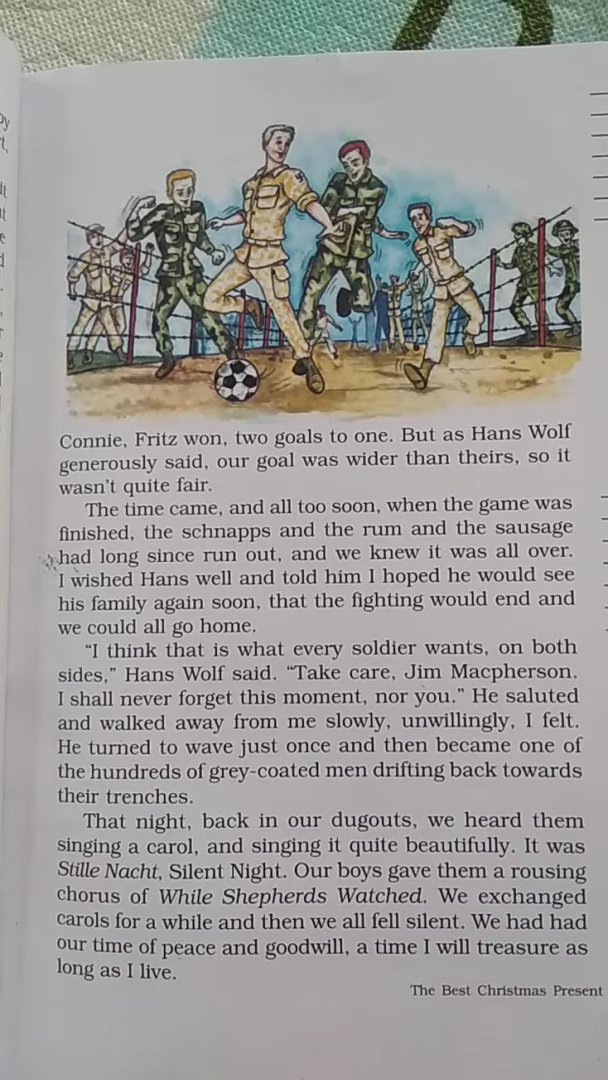 Connie, Fritz won, two goals to one. But as Hans Wolf
generously said, our goal was wider than theirs, so it
wasn't quite fair.
The time came, and all too soon, when the game was
finished, the schnapps and the rum and the sausage
had long since run out, and we knew it was all over.
I wished Hans well and told him I hoped he would see
his family again soon, that the fighting would end and
we could all go home.
“I think that is what every soldier wants, on both
sides,” Hans Wolf said. “Take care, Jim Macpherson.
I shall never forget this moment, nor you.” He saluted
and walked away from me slowly, unwillingly, I felt.
He turned to wave just once and then became one of
the hundreds of grey-coated men drifting back towards
their trenches.
That night, back in our dugouts, we heard them
singing a carol, and singing it quite beautifully. It was
Stille Nacht, Silent Night. Our boys gave them a rousing
chorus of While Shepherds Watched. We exchanged
carols for a while and then we all fell silent. We had had
our time of peace and goodwill, a time I will treasure as
long as I live.
The Best Christmas Present